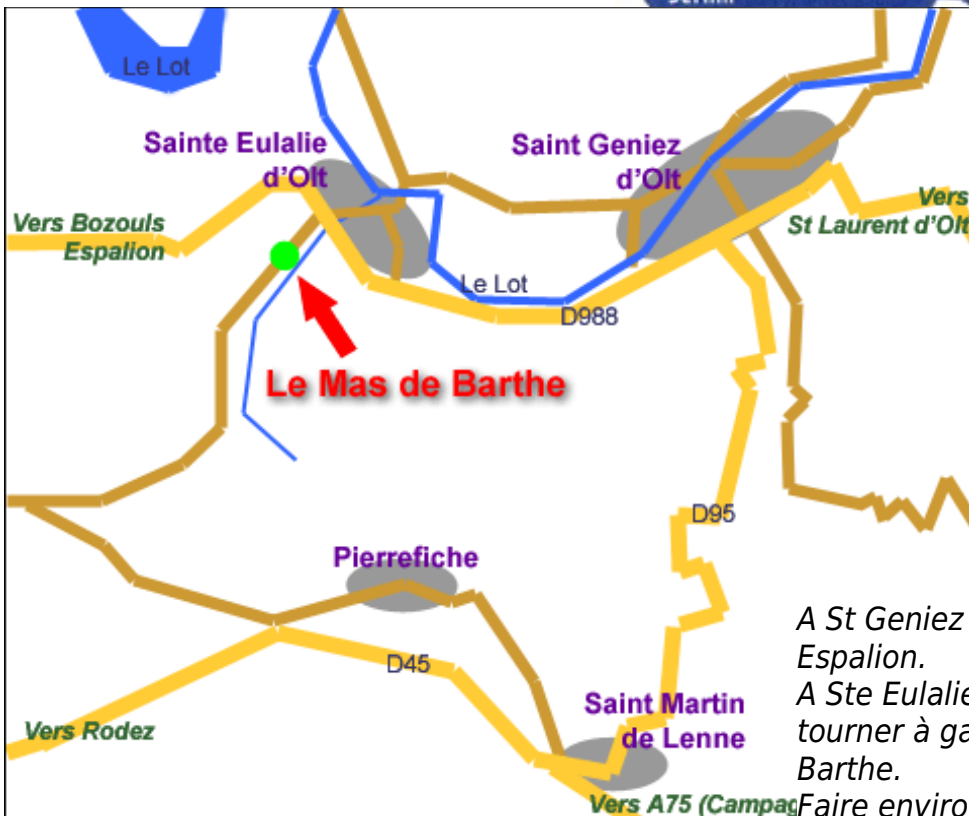 Le Lot
Sainte Eulalie
d'Olt
Saint Geniez
d'Olt
Vers Bozouls
Espalion
Vers
St Laurent d'Olt
Le Lot
D988
Le Mas de Barthe
D95
Pierrefiche
D45
Saint Martin
de Lenne
Vers Rodez
Vers A75 (Campag
A St Geniez
Espalion.
A Ste Eulalie
tourner à ga
Barthe.
Faire enviro